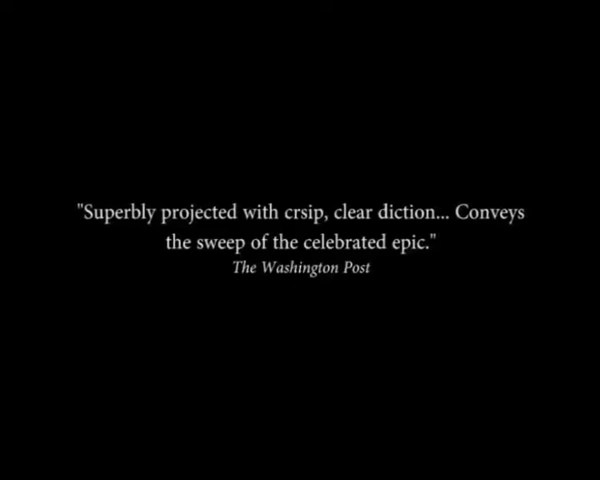 "Superbly projected with crsip, clear diction... Conveys
the sweep of the celebrated epic."
The Washington Post